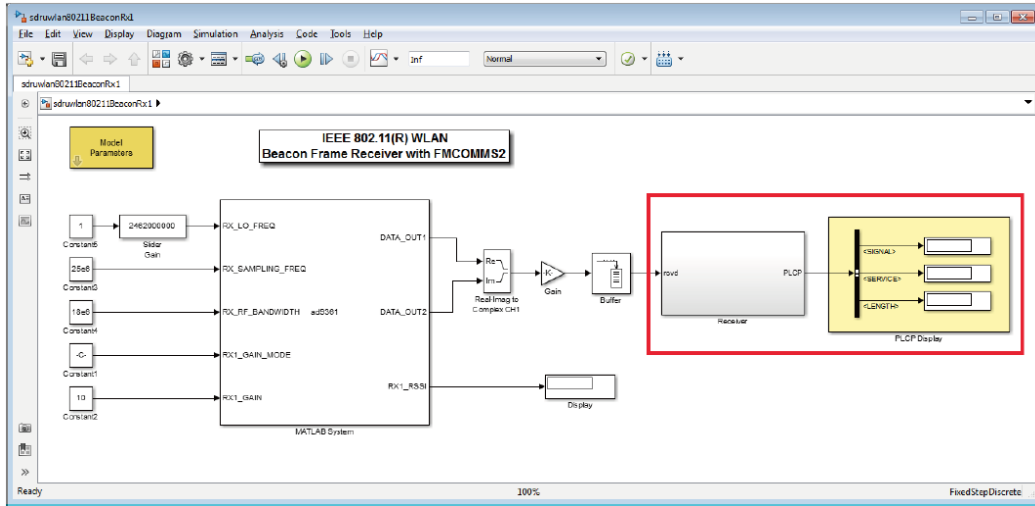 sdruwlan80211BeaconRx1
File Edit View Display Diagram Simulation Analysis Code Tools Help
Inf
Normal
sdruwlan80211BeaconRx1
sdruwlan80211BeaconRx1
Model
Parameters
IEEE 802.11(R) WLAN
Beacon Frame Receiver with FMCOMMS2
1
Constant5
2462000000
Slider
Gain
25e6
Constant3
18e6
Constant4
-C-
Constant1
10
Constant2
RX_LO_FREQ
RX_SAMPLING_FREQ
RX_RF_BANDWIDTH ad9361
RX1_GAIN_MODE
RX1_GAIN
DATA_OUT1
DATA_OUT2
RX1_RSSI
MATLAB System
Re
Im
Real-Imag to
Complex CH1
-K-
Gain
Buffer
Display
rcvd
PLCP
Receiver
<SIGNAL>
<SERVICE>
<LENGTH>
PLCP Display
Ready
100%
FixedStepDiscrete